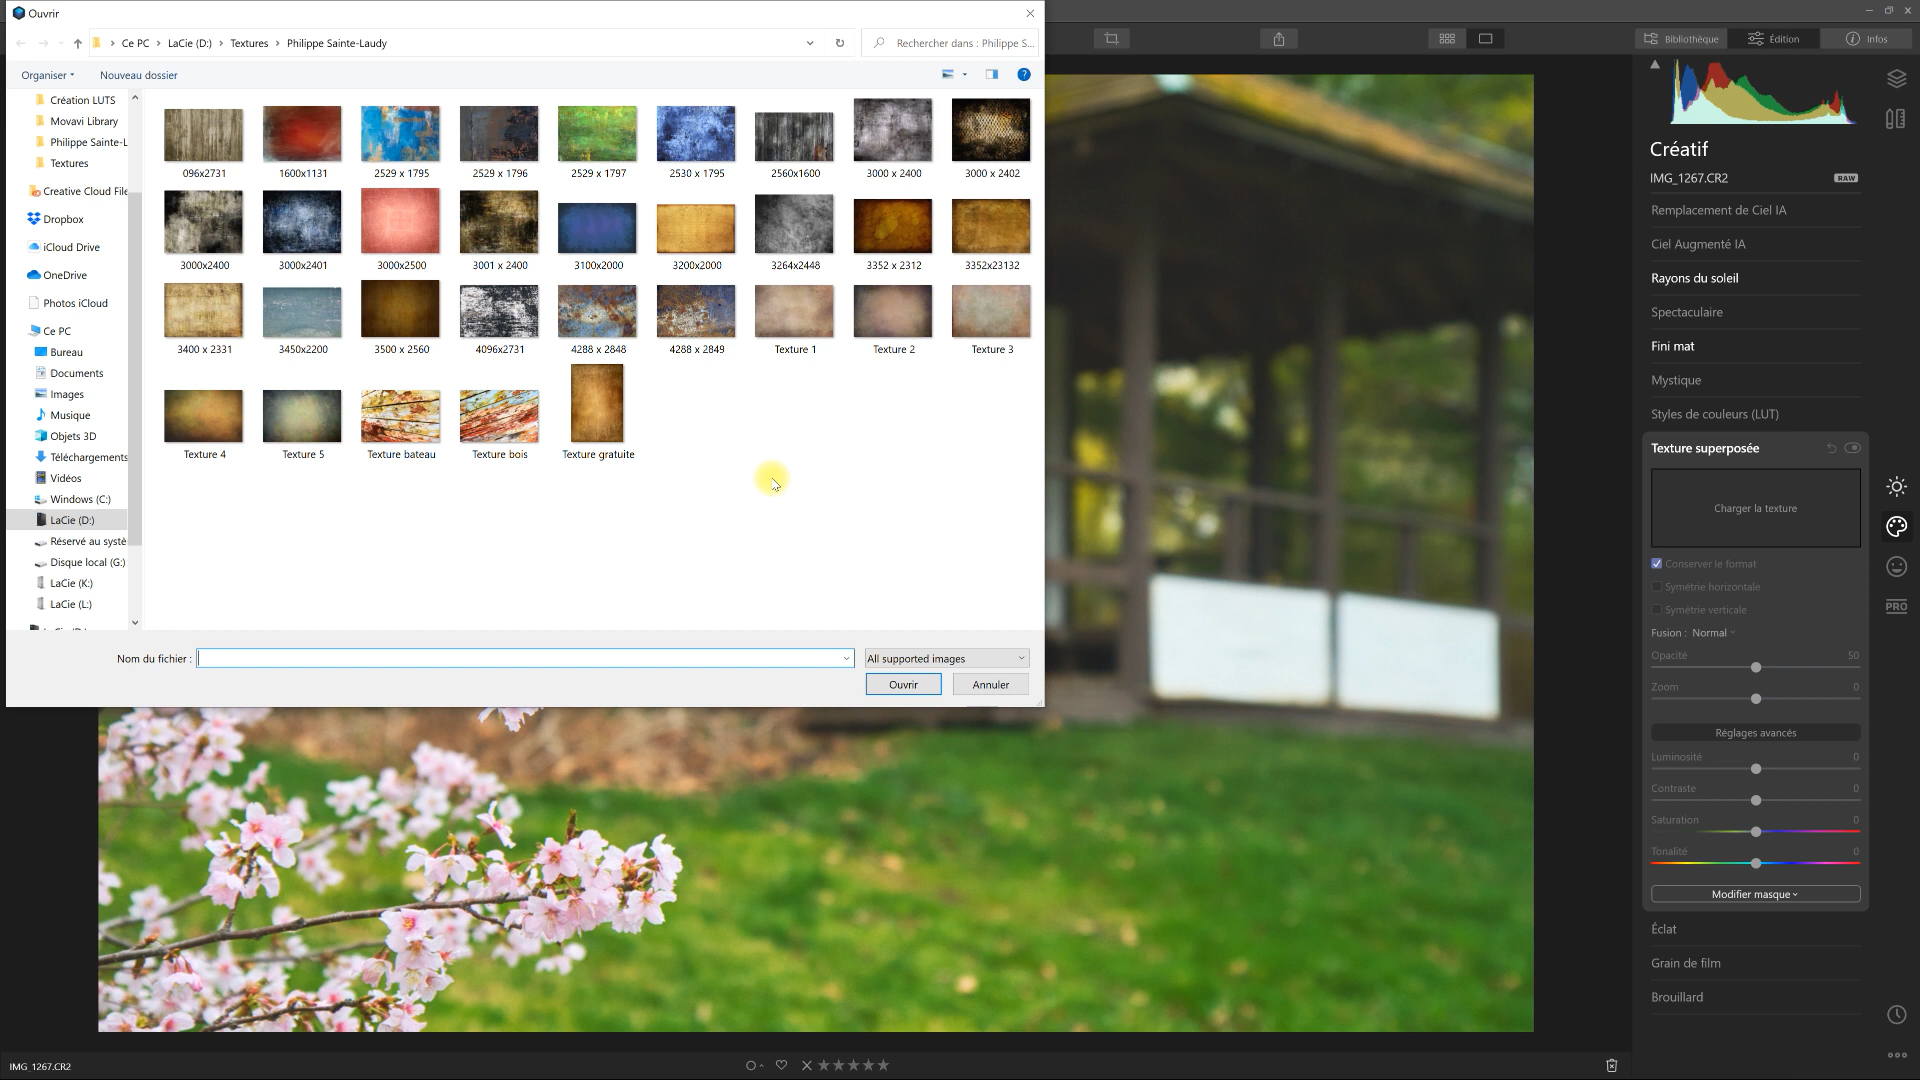 Ouvrir
Ce PC
LaCie (D:)
Textures
Philippe Sainte-Laudy
Rechercher dans : Philippe S...
Organiser
Nouveau dossier
Création LUTS
Movavi Library
Philippe Sainte-L
Textures
Creative Cloud File
Dropbox
iCloud Drive
OneDrive
Photos iCloud
Ce PC
Bureau
Documents
Images
Musique
Objets 3D
Téléchargements
Vidéos
Windows (C:)
LaCie (D:)
Réservé au systè
Disque local (G:)
LaCie (K:)
LaCie (L:)
096x2731
1600x1131
2529 x 1795
2529 x 1796
2529 x 1797
2530 x 1795
2560x1600
3000 x 2400
3000 x 2402
3000x2400
3000x2401
3000x2500
3001 x 2400
3100x2000
3200x2000
3264x2448
3352 x 2312
3352x23132
3400 x 2331
3450x2200
3500 x 2560
4096x2731
4288 x 2848
4288 x 2849
Texture 1
Texture 2
Texture 3
Texture 4
Texture 5
Texture bateau
Texture bois
Texture gratuite
Nom du fichier :
All supported images
Ouvrir
Annuler
Bibliothèque
Édition
Infos
Créatif
IMG_1267.CR2
RAW
Remplacement de Ciel IA
Ciel Augmenté IA
Rayons du soleil
Spectaculaire
Fini mat
Mystique
Styles de couleurs (LUT)
Texture superposée
Charger la texture
Conserver le format
Symétrie horizontale
Symétrie verticale
Fusion : Normal
Opacité 50
Zoom 0
Réglages avancés
Luminosité 0
Contraste 0
Saturation 0
Tonalité 0
Modifier masque
Éclat
Grain de film
Brouillard
PRO
IMG_1267.CR2